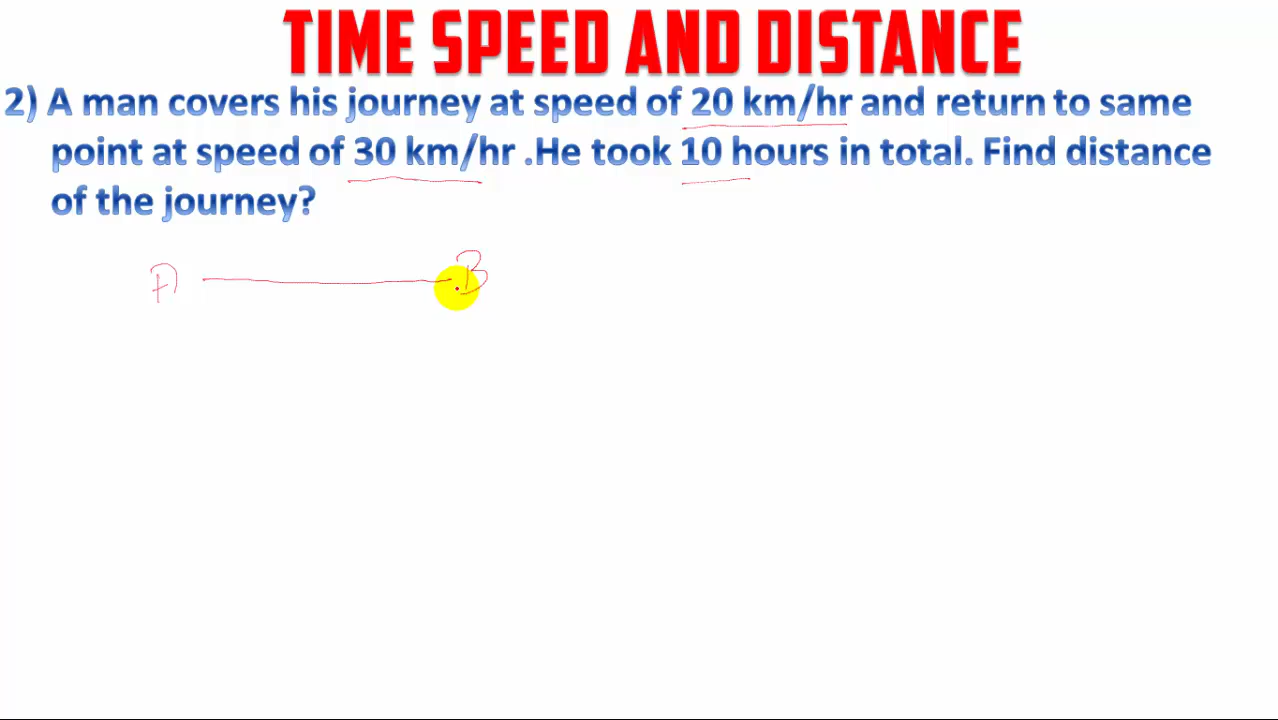 TIME SPEED AND DISTANCE
2) A man covers his journey at speed of 20 km/hr and return to same
point at speed of 30 km/hr .He took 10 hours in total. Find distance
of the journey?
A B